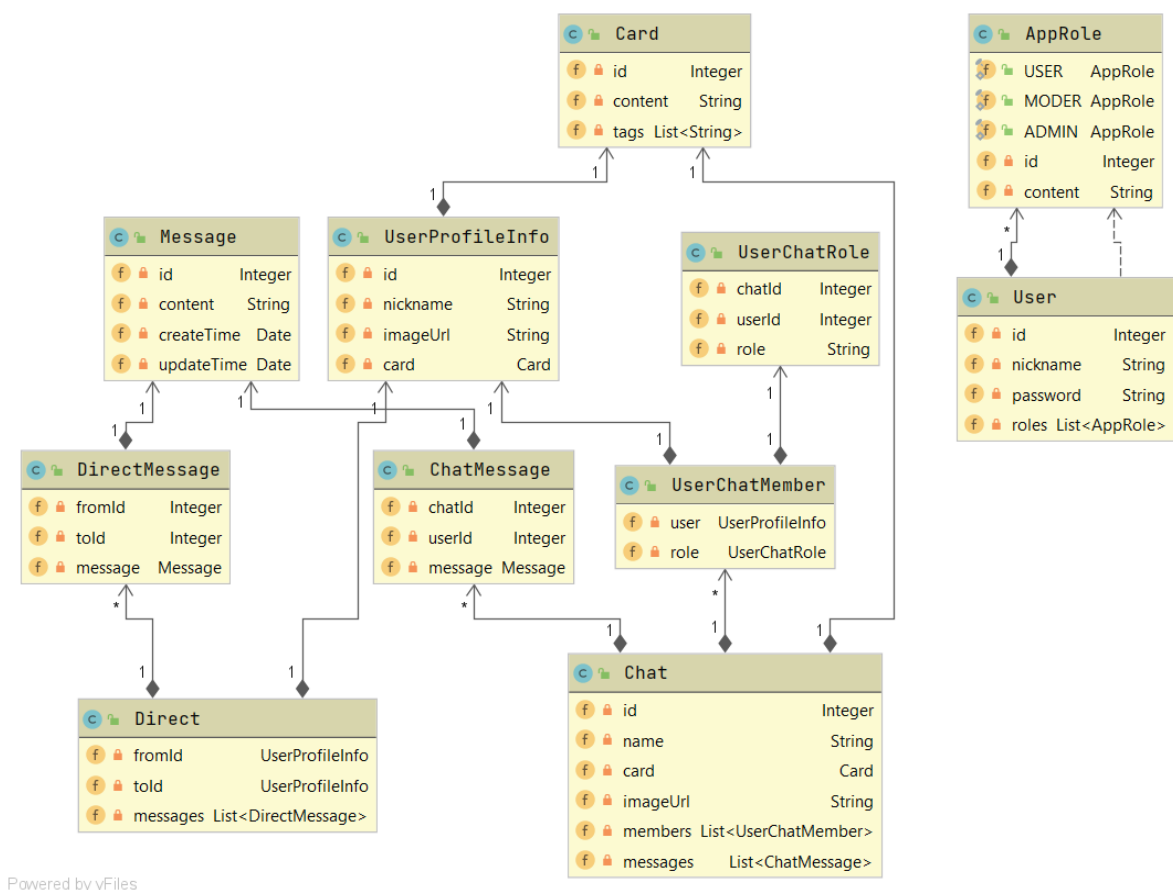 Card
id Integer
content String
tags List<String>
AppRole
USER AppRole
MODER AppRole
ADMIN AppRole
id Integer
content String
1
1
1
Message
id Integer
content String
createTime Date
updateTime Date
UserProfileInfo
id Integer
nickname String
imageUrl String
card Card
UserChatRole
chatId Integer
userId Integer
role String
*
1
User
id Integer
nickname String
password String
roles List<AppRole>
1
1
1
1
1
1
1
1
1
DirectMessage
fromId Integer
toId Integer
message Message
ChatMessage
chatId Integer
userId Integer
message Message
UserChatMember
user UserProfileInfo
role UserChatRole
*
*
*
1
1
1
1
1
Direct
fromId UserProfileInfo
toId UserProfileInfo
messages List<DirectMessage>
Chat
id Integer
name String
card Card
imageUrl String
members List<UserChatMember>
messages List<ChatMessage>
Powered by yFiles